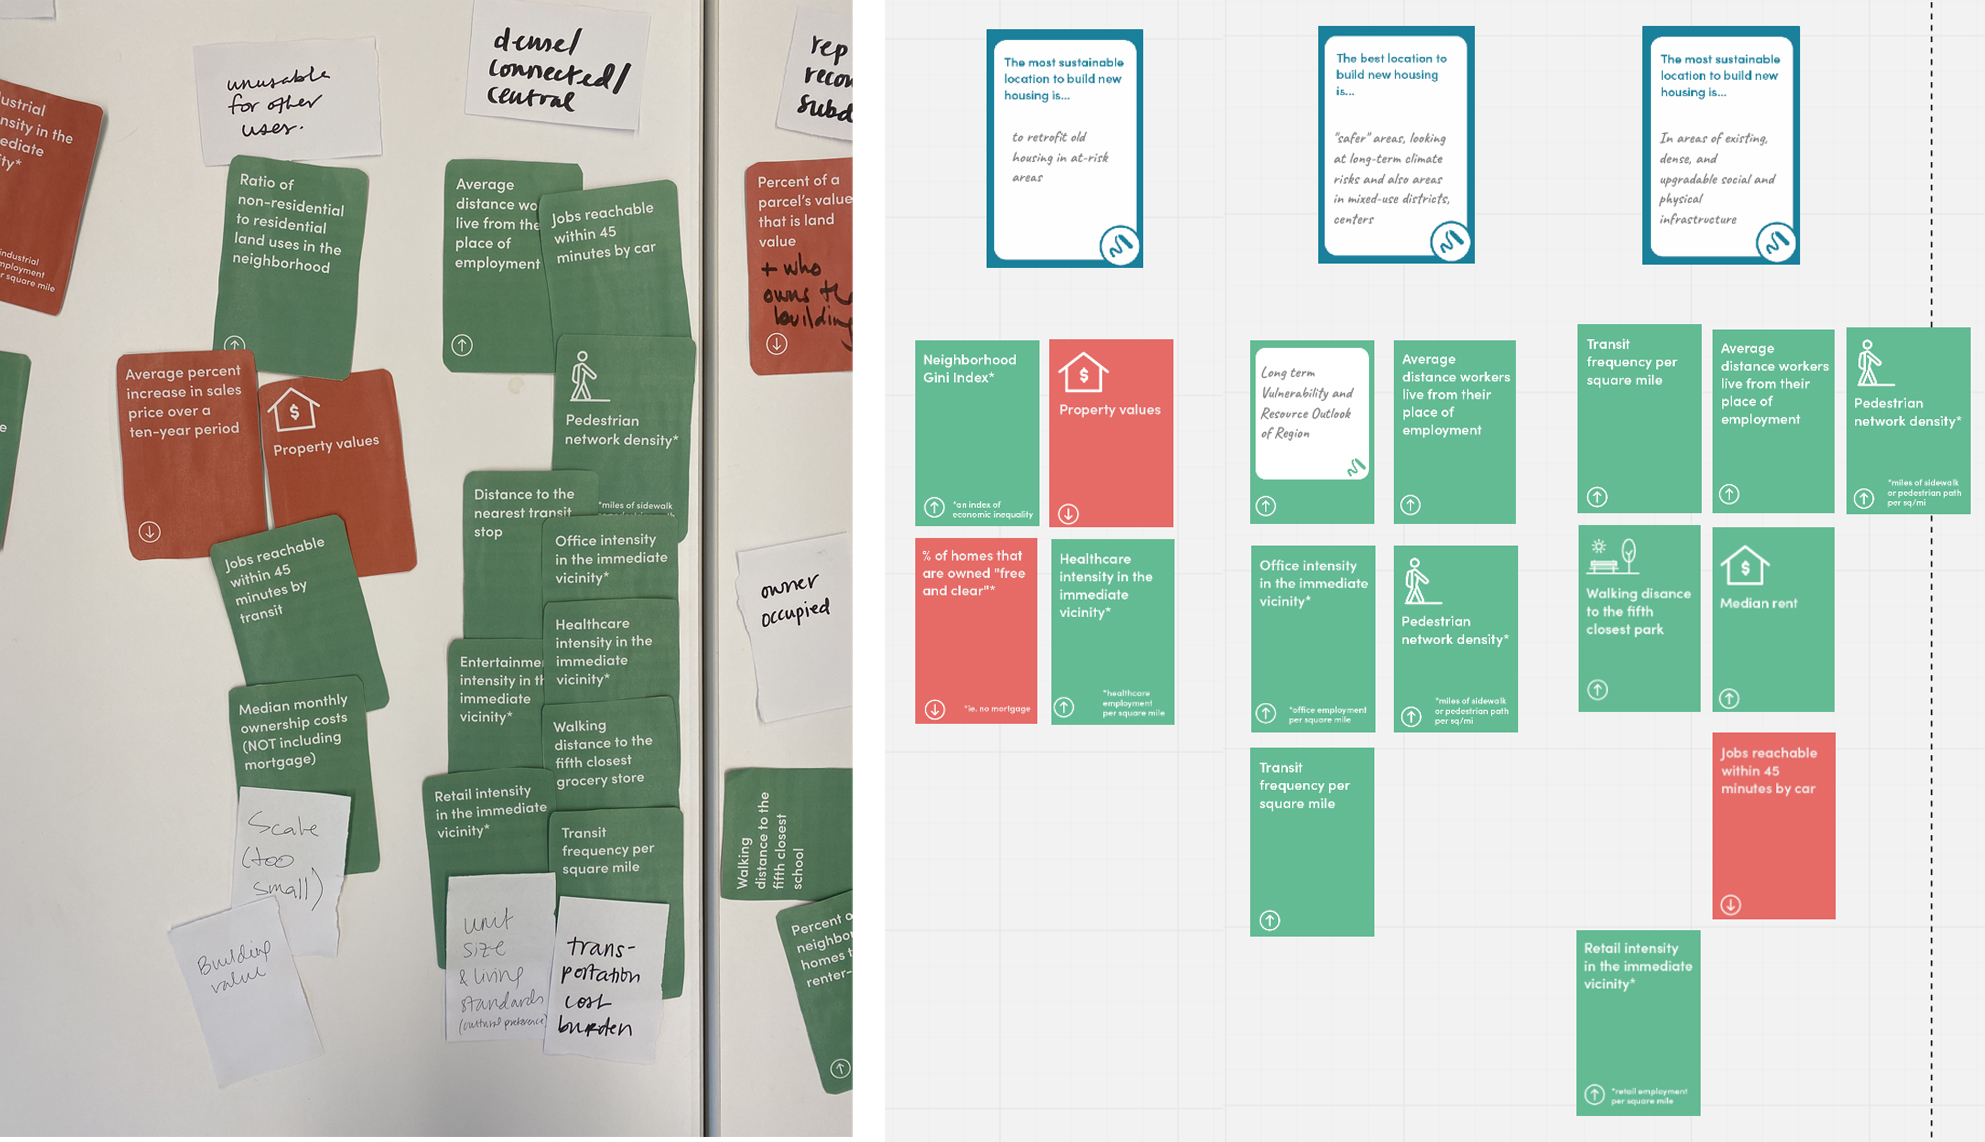 unusable
for other
uses.
dense/
connected/
central
rep
recon
subd
ustrial
nsity in the
ediate
ity*
industrial
mployment
r square mile
Ratio of
non-residential
to residential
land uses in the
neighborhood
Average
distance wo
live from the
place of
employment
Jobs reachable
within 45
minutes by car
Percent of a
parcel's value
that is land
value
+ who
owns the
building
Average percent
increase in sales
price over a
ten-year period
$
Property values
Pedestrian
network density*
*miles of sidewalk
Distance to the
nearest transit
stop
Office intensity
in the immediate
vicinity*
Jobs reachable
within 45
minutes by
transit
owner
occupied
Healthcare
intensity in the
immediate
vicinity*
Entertainmen
intensity in th
immediate
vicinity*
Median monthly
ownership costs
(NOT including
mortgage)
Walking
distance to the
fifth closest
grocery store
Retail intensity
in the immediate
vicinity*
Transit
frequency per
square mile
Walking
distance to the
fifth closest
school
Scale
(too
small)
Building
value
unit
size
& living
standards
(cultural preference)
trans-
portation
cost
burden
Percent o
neighbor
homes t
renter-
The most sustainable
location to build new
housing is...
to retrofit old
housing in at-risk
areas
Neighborhood
Gini Index*
*an index of
economic inequality
$
Property values
% of homes that
are owned "free
and clear"*
*ie. no mortgage
Healthcare
intensity in the
immediate
vicinity*
*healthcare
employment
per square mile
The best location to
build new housing
is...
"safer" areas, looking
at long-term climate
risks and also areas
in mixed-use districts,
centers
Long term
Vulnerability and
Resource Outlook
of Region
Average
distance workers
live from their
place of
employment
Office intensity
in the immediate
vicinity*
*office employment
per square mile
Pedestrian
network density*
*miles of sidewalk
or pedestrian path
per sq/mi
Transit
frequency per
square mile
The most sustainable
location to build new
housing is...
In areas of existing,
dense, and
upgradable social and
physical
infrastructure
Transit
frequency per
square mile
Average
distance workers
live from their
place of
employment
Pedestrian
network density*
*miles of sidewalk
or pedestrian path
per sq/mi
Walking disance
to the fifth
closest park
$
Median rent
Jobs reachable
within 45
minutes by car
Retail intensity
in the immediate
vicinity*
*retail employment
per square mile